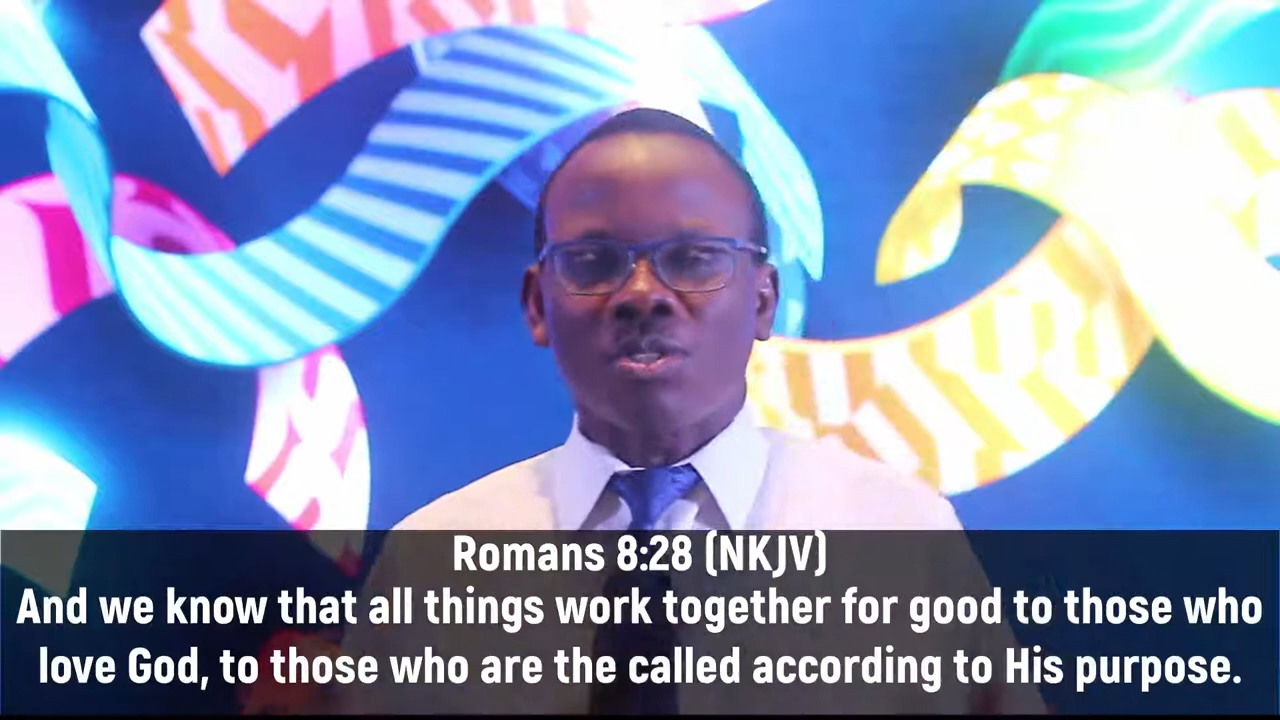 Romans 8:28 (NKJV)
And we know that all things work together for good to those who
love God, to those who are the called according to His purpose.